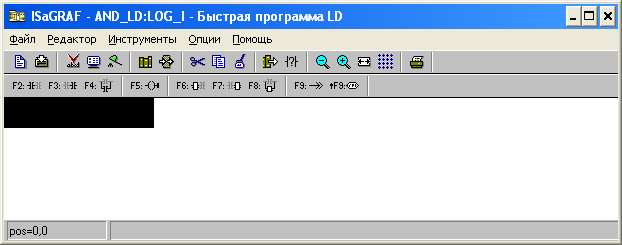 ISaGRAF - AND_LD:LOG_I - Быстрая программа LD
Файл Редактор Инструменты Опции Помощь
F2: F3: F4: F5: F6: F7: F8: F9: F9:
pos=0,0